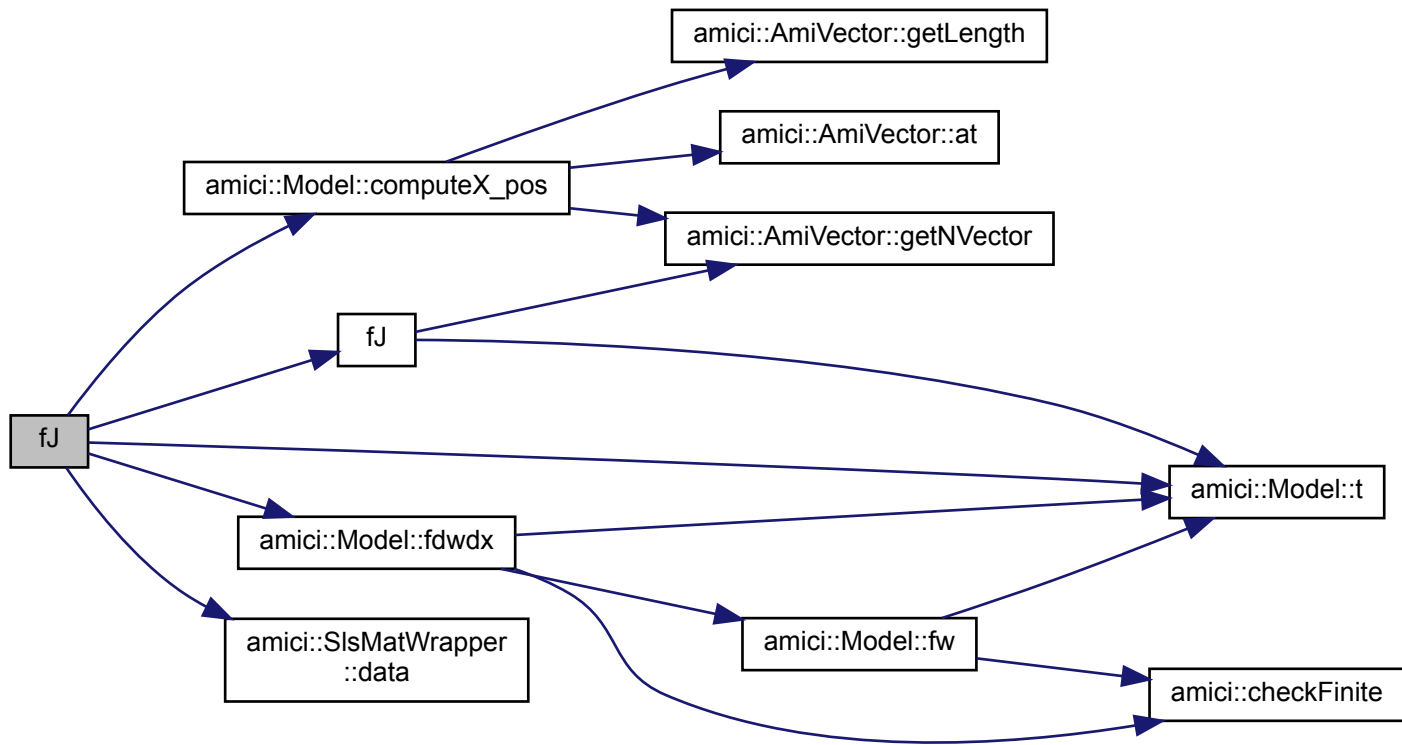 amici::AmiVector::getLength
amici::AmiVector::at
amici::Model::computeX_pos
amici::AmiVector::getNVector
fJ
fJ
amici::Model::t
amici::Model::fdwdx
amici::SlsMatWrapper
::data
amici::Model::fw
amici::checkFinite